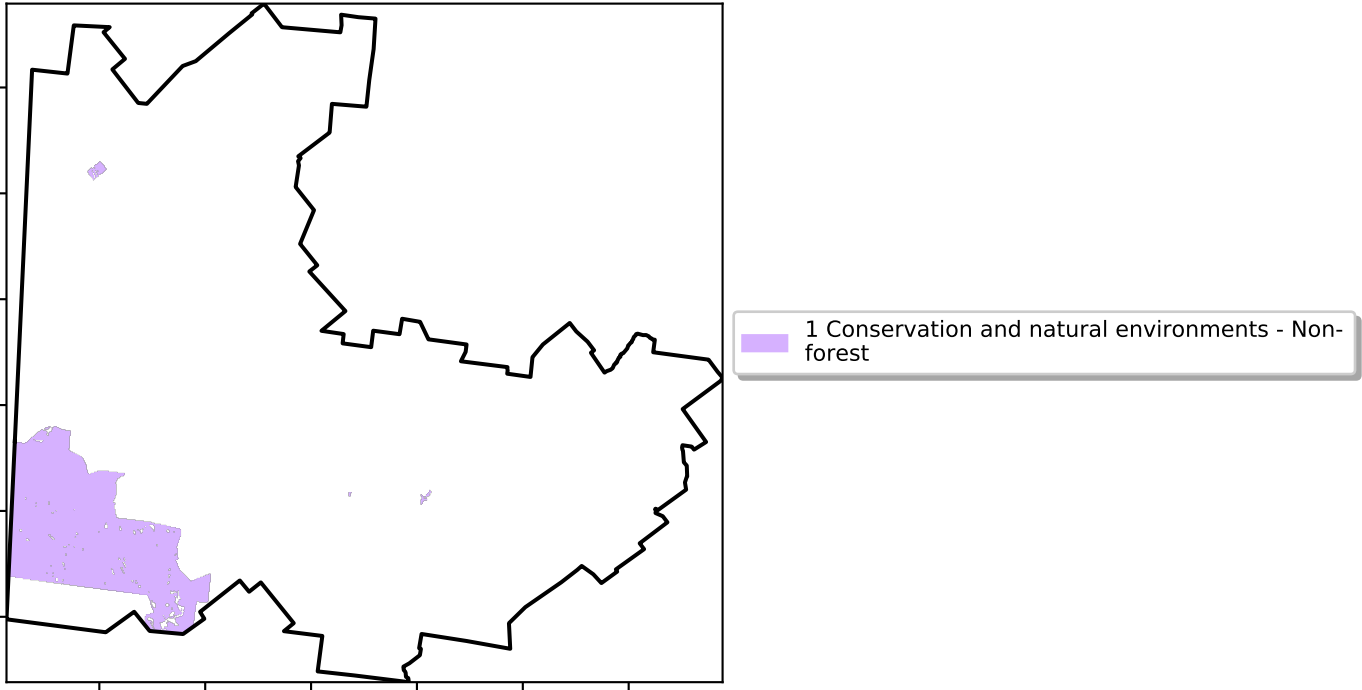 1 Conservation and natural environments - Non-
forest